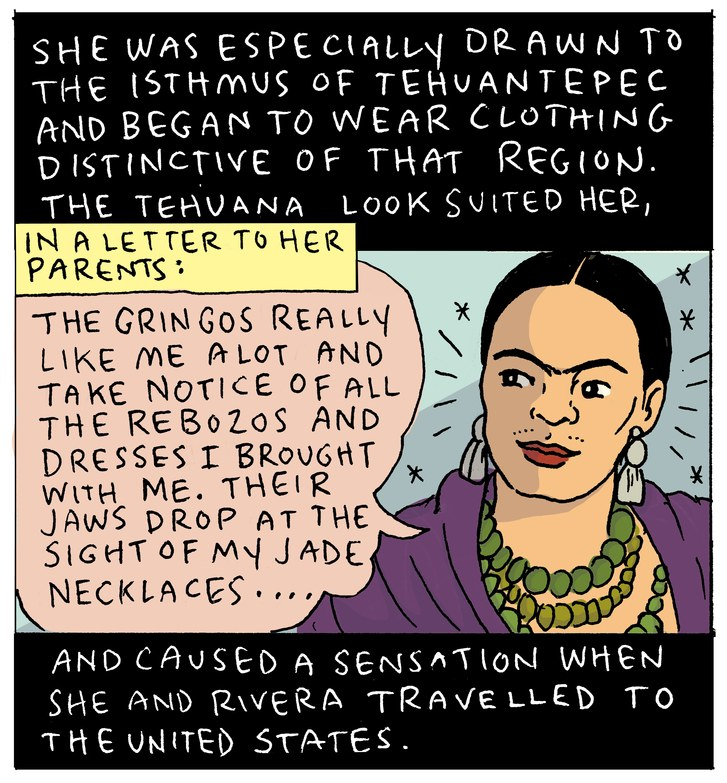 SHE WAS ESPECIALLY DRAWN TO
THE ISTHMUS OF TEHUANTEPEC
AND BEGAN TO WEAR CLOTHING
DISTINCTIVE OF THAT REGION.
THE TEHUANA LOOK SUITED HER,
IN A LETTER TO HER
PARENTS:
THE GRINGOS REALLY
LIKE ME A LOT AND
TAKE NOTICE OF ALL
THE REBOZOS AND
DRESSES I BROUGHT
WITH ME. THEIR
JAWS DROP AT THE
SIGHT OF MY JADE
NECKLACES....
AND CAUSED A SENSATION WHEN
SHE AND RIVERA TRAVELLED TO
THE UNITED STATES.